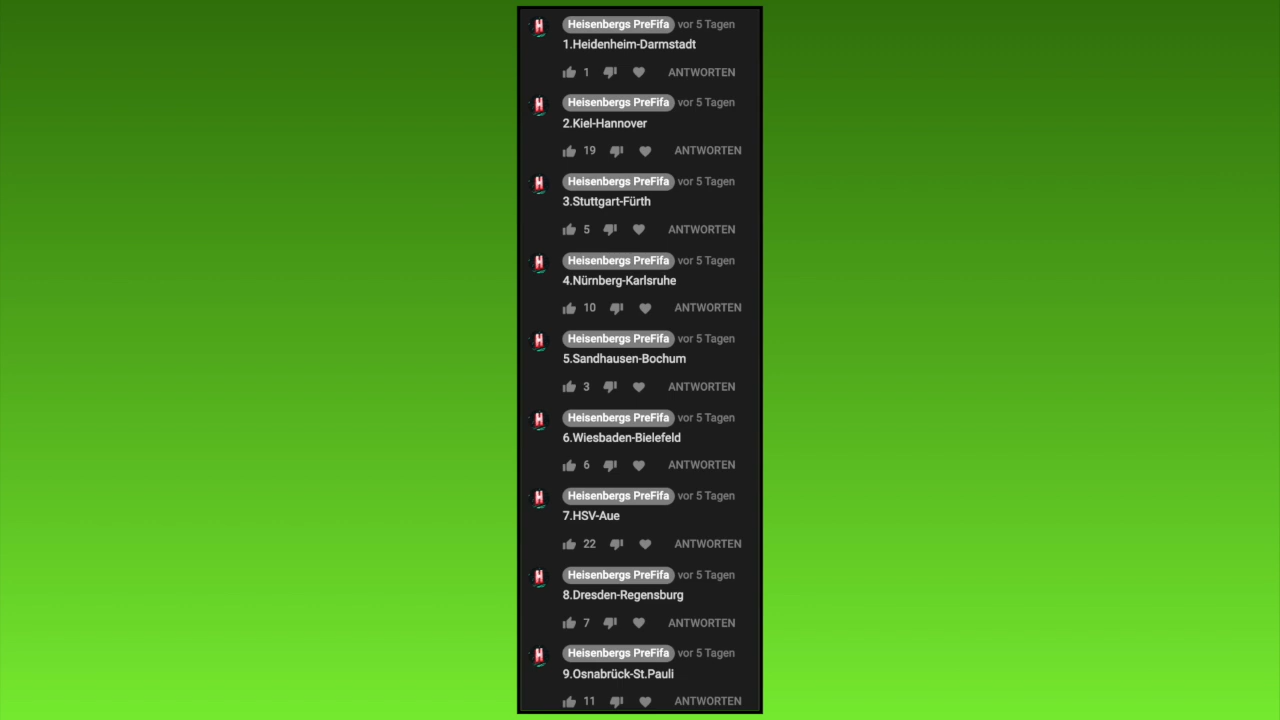 Heisenbergs PreFifa vor 5 Tagen
1.Heidenheim-Darmstadt
1 ANTWORTEN
Heisenbergs PreFifa vor 5 Tagen
2.Kiel-Hannover
19 ANTWORTEN
Heisenbergs PreFifa vor 5 Tagen
3.Stuttgart-Fürth
5 ANTWORTEN
Heisenbergs PreFifa vor 5 Tagen
4.Nürnberg-Karlsruhe
10 ANTWORTEN
Heisenbergs PreFifa vor 5 Tagen
5.Sandhausen-Bochum
3 ANTWORTEN
Heisenbergs PreFifa vor 5 Tagen
6.Wiesbaden-Bielefeld
6 ANTWORTEN
Heisenbergs PreFifa vor 5 Tagen
7.HSV-Aue
22 ANTWORTEN
Heisenbergs PreFifa vor 5 Tagen
8.Dresden-Regensburg
7 ANTWORTEN
Heisenbergs PreFifa vor 5 Tagen
9.Osnabrück-St.Pauli
11 ANTWORTEN